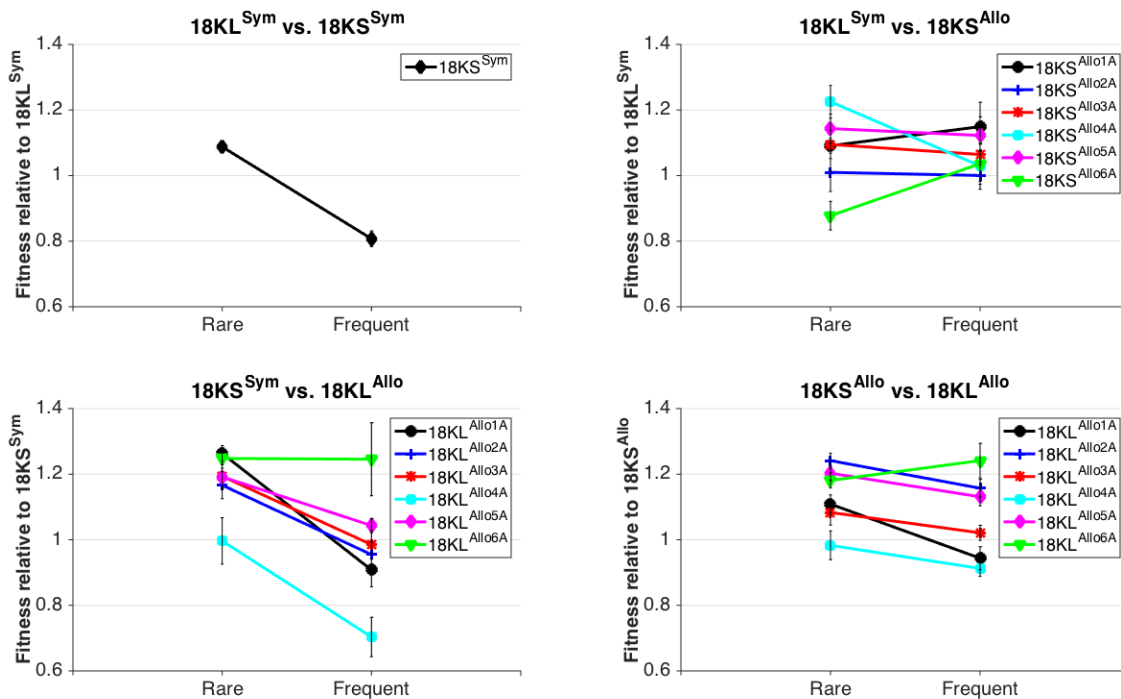 18KL^Sym vs. 18KS^Sym
Fitness relative to 18KL^Sym
1.4
1.2
1
0.8
0.6
Rare
Frequent
18KS^Sym
18KL^Sym vs. 18KS^Allo
Fitness relative to 18KL^Sym
1.4
1.2
1
0.8
0.6
Rare
Frequent
18KS^Allo1A
18KS^Allo2A
18KS^Allo3A
18KS^Allo4A
18KS^Allo5A
18KS^Allo6A
18KS^Sym vs. 18KL^Allo
Fitness relative to 18KS^Sym
1.4
1.2
1
0.8
0.6
Rare
Frequent
18KL^Allo1A
18KL^Allo2A
18KL^Allo3A
18KL^Allo4A
18KL^Allo5A
18KL^Allo6A
18KS^Allo vs. 18KL^Allo
Fitness relative to 18KS^Allo
1.4
1.2
1
0.8
0.6
Rare
Frequent
18KL^Allo1A
18KL^Allo2A
18KL^Allo3A
18KL^Allo4A
18KL^Allo5A
18KL^Allo6A